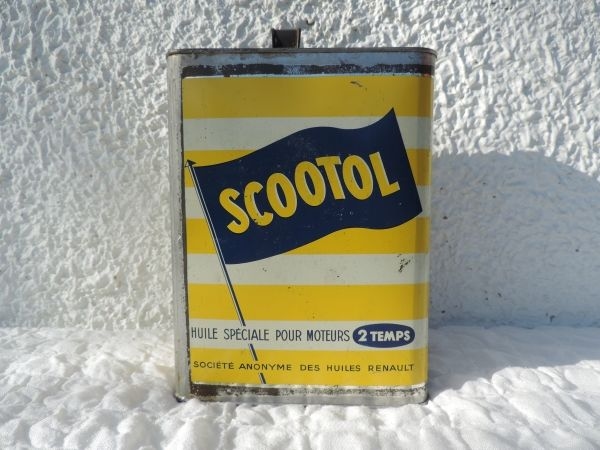 SCOOTOL
HUILE SPÉCIALE POUR MOTEURS 2 TEMPS
SOCIÉTÉ ANONYME DES HUILES RENAULT